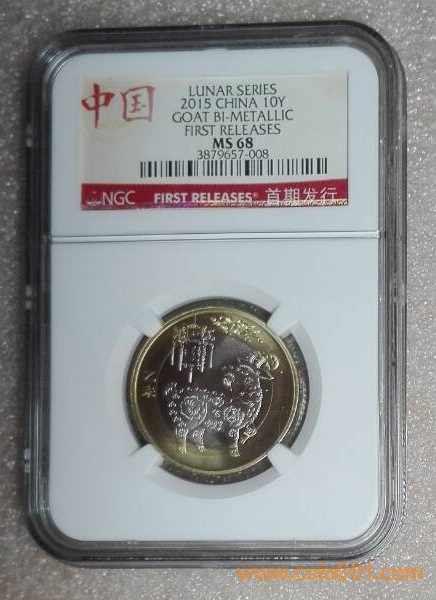 中国
LUNAR SERIES
2015 CHINA 10Y
GOAT BI-METALLIC
FIRST RELEASES
MS 68
3879657-008
NGC FIRST RELEASES® 首期发行
www.coin001.com